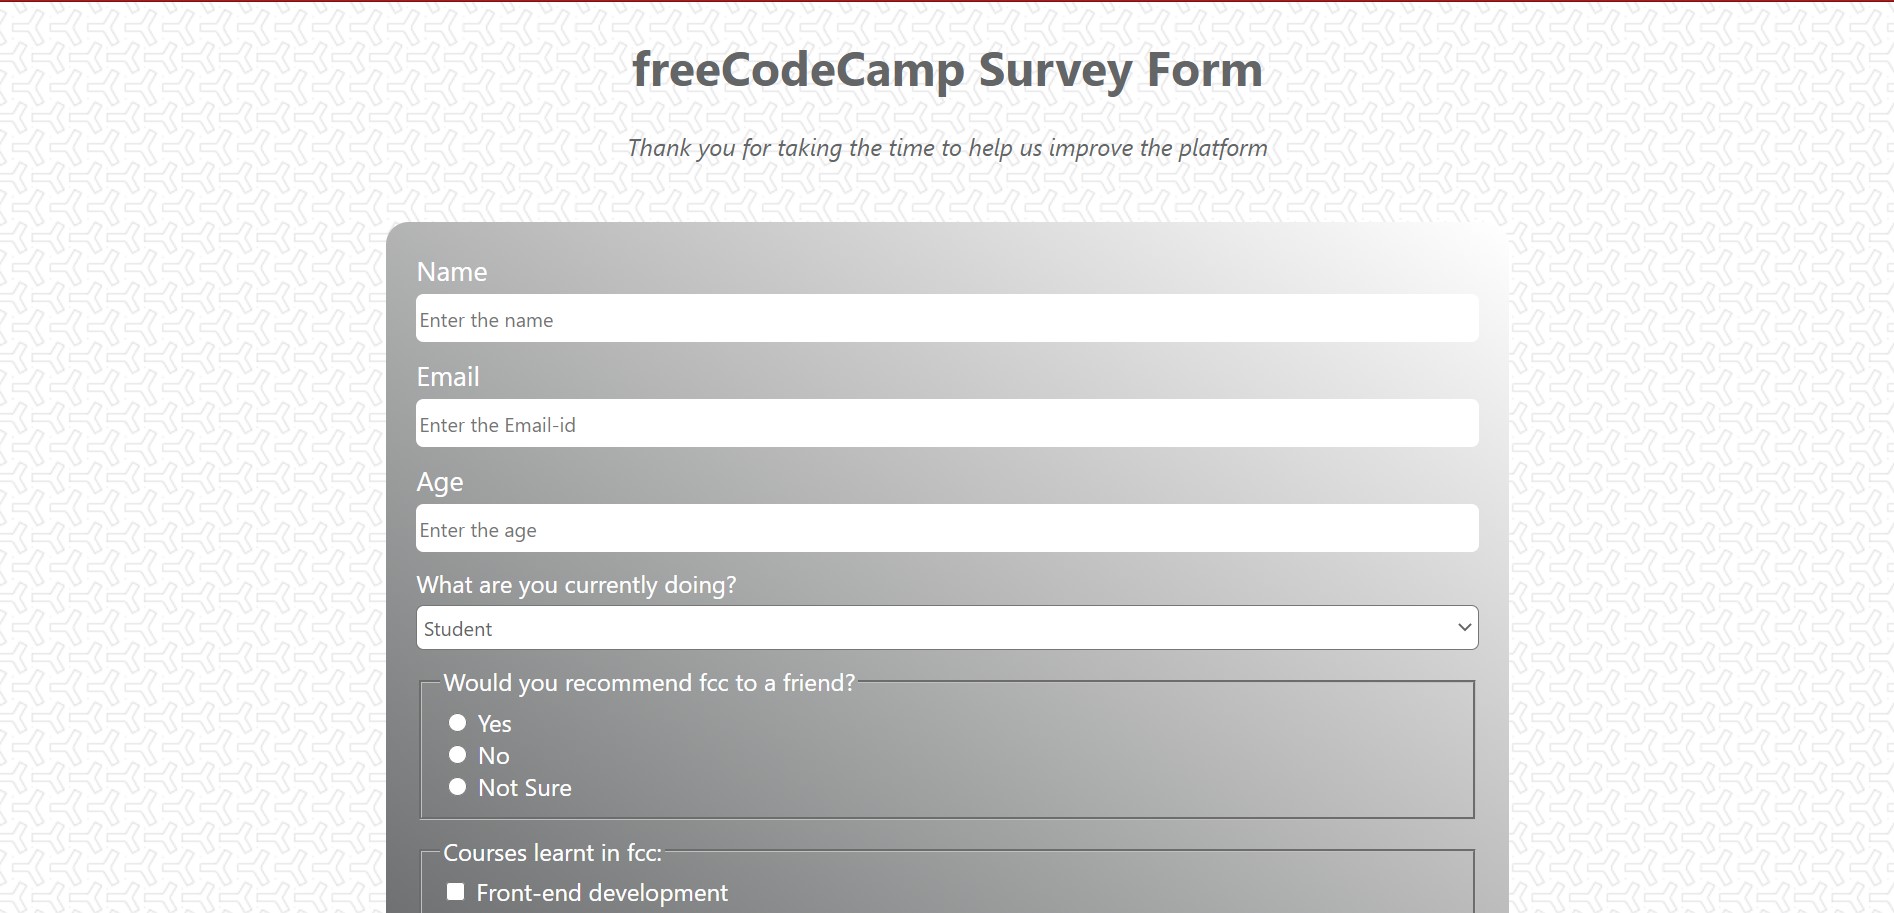 freeCodeCamp Survey Form
Thank you for taking the time to help us improve the platform
Name
Enter the name
Email
Enter the Email-id
Age
Enter the age
What are you currently doing?
Student
Would you recommend fcc to a friend?
Yes
No
Not Sure
Courses learnt in fcc:
Front-end development